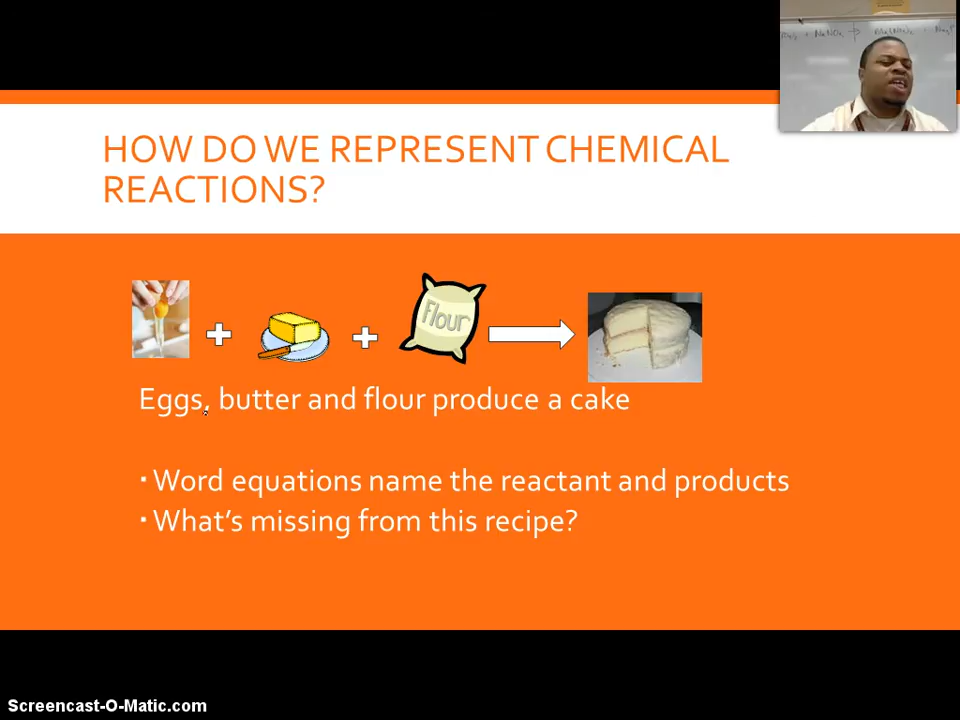 HOW DO WE REPRESENT CHEMICAL
REACTIONS?
Flour
Eggs, butter and flour produce a cake
Word equations name the reactant and products
What's missing from this recipe?
Screencast-O-Matic.com